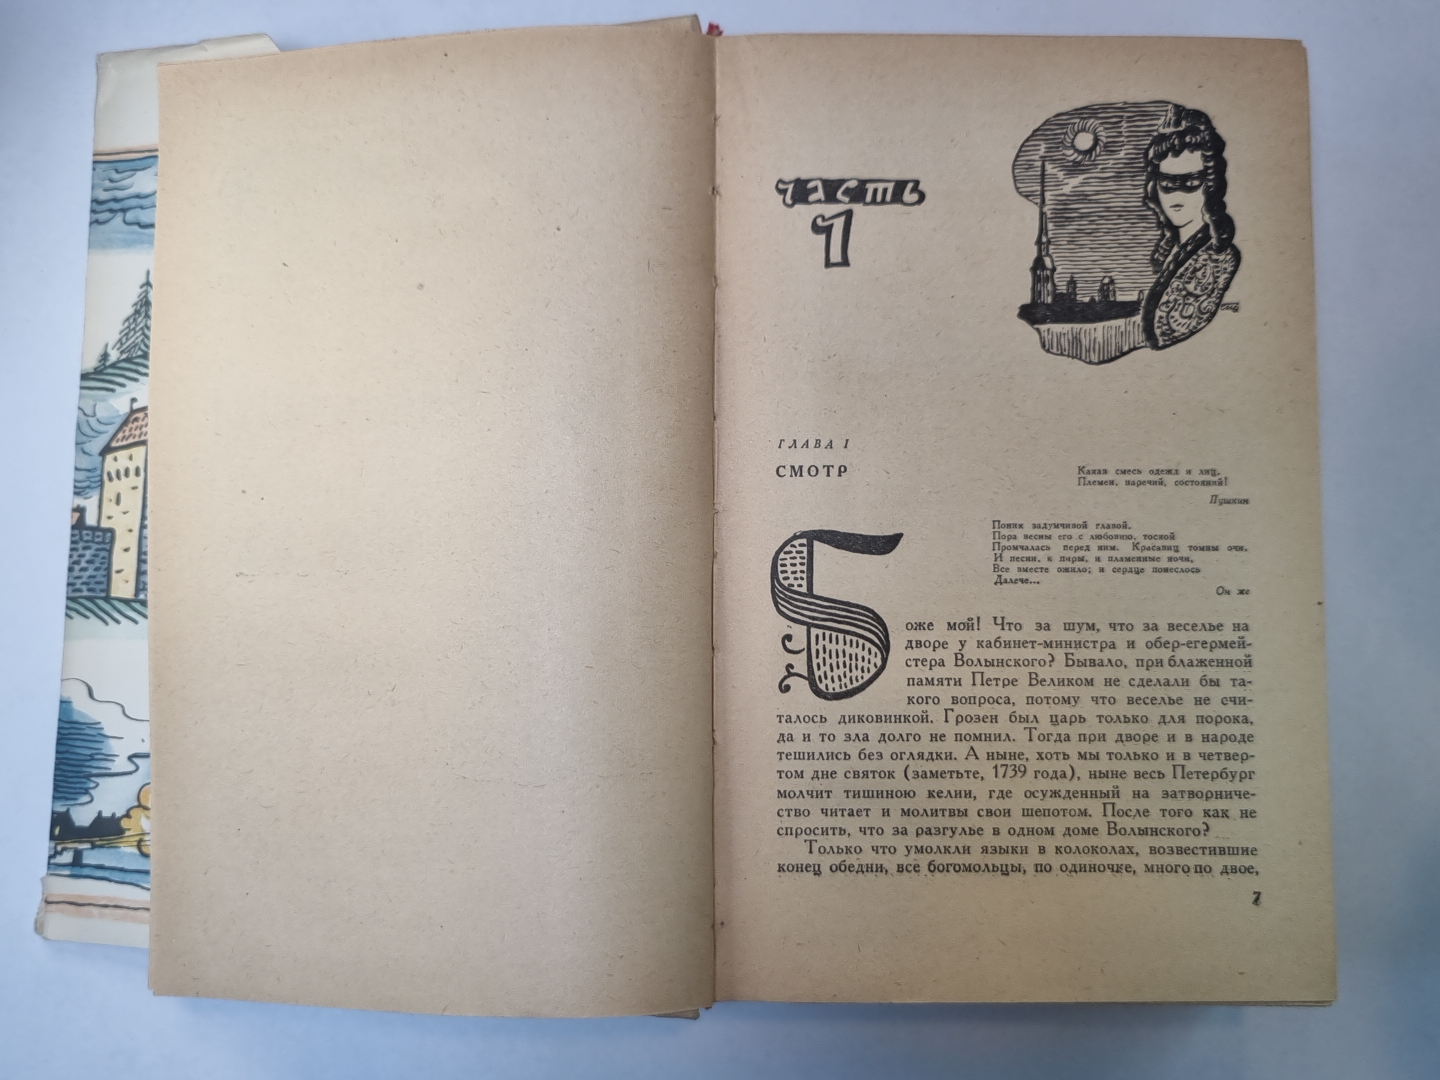 часть
1
ГЛАВА I
СМОТР
Какая смесь одежд и лиц,
Племен, наречий, состояний!
Пушкин
Поник задумчивой главой.
Пора весны его с любовию, тоской
Промчалась перед ним. Красавиц томны очи,
И песни, и пиры, и пламенные ночи,
Все вместе ожило; и сердце понеслось
Далече...
Он же
Боже мой! Что за шум, что за веселье на
дворе у кабинет-министра и обер-егермей-
стера Волынского? Бывало, при блаженной
памяти Петре Великом не сделали бы та-
кого вопроса, потому что веселье не счи-
талось диковинкой. Грозен был царь только для порока,
да и то зла долго не помнил. Тогда при дворе и в народе
тешились без оглядки. А ныне, хоть мы только и в четвер-
том дне святок (заметьте, 1739 года), ныне весь Петербург
молчит тишиною келии, где осужденный на затворниче-
ство читает и молитвы свои шепотом. После того как не
спросить, что за разгулье в одном доме Волынского?
Только что умолкли языки в колоколах, возвестившие
конец обедни, все богомольцы, по одиночке, много по двое,
7